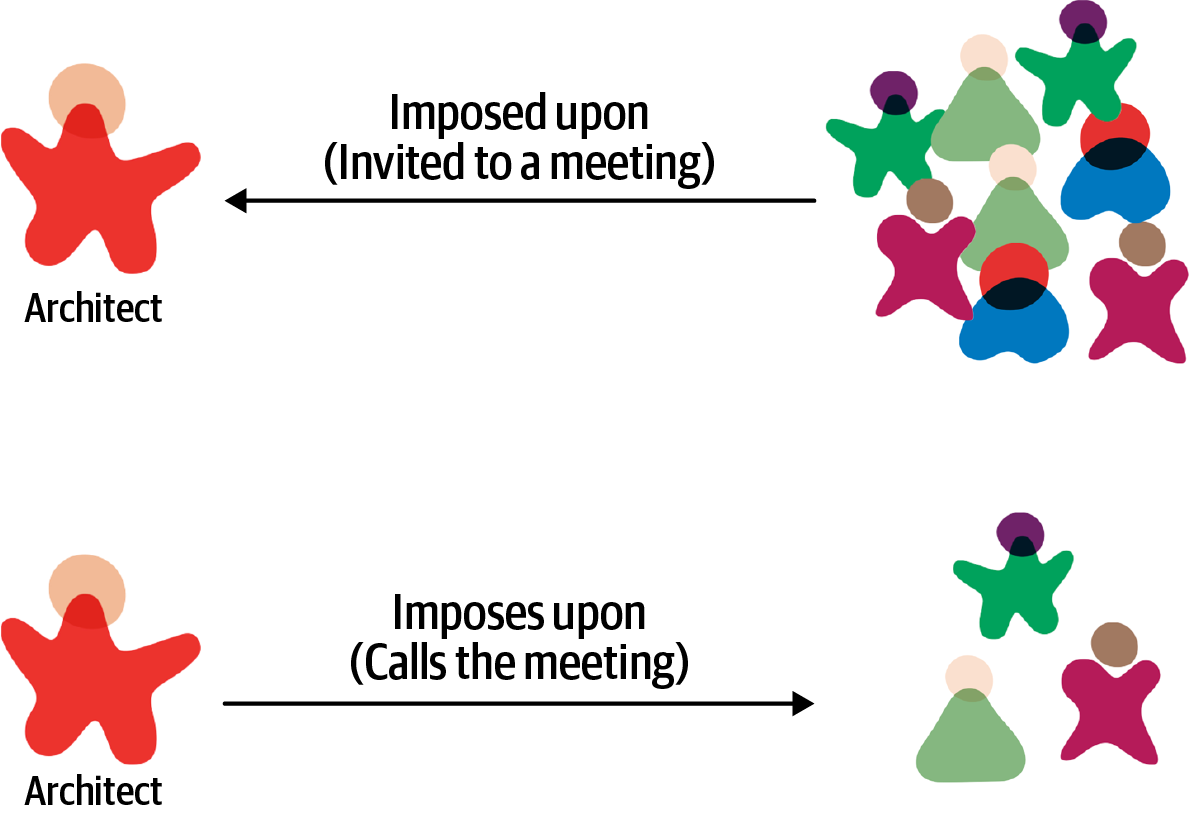 Imposed upon
(Invited to a meeting)
Architect
Imposes upon
(Calls the meeting)
Architect